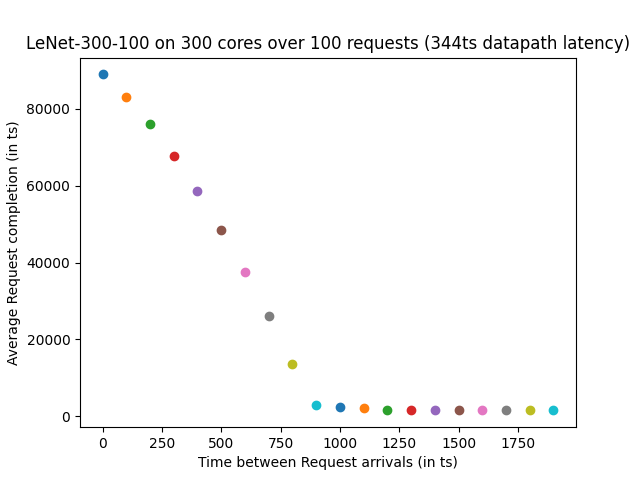 LeNet-300-100 on 300 cores over 100 requests (344ts datapath latency)
Average Request completion (in ts)
80000
60000
40000
20000
0
0 250 500 750 1000 1250 1500 1750
Time between Request arrivals (in ts)